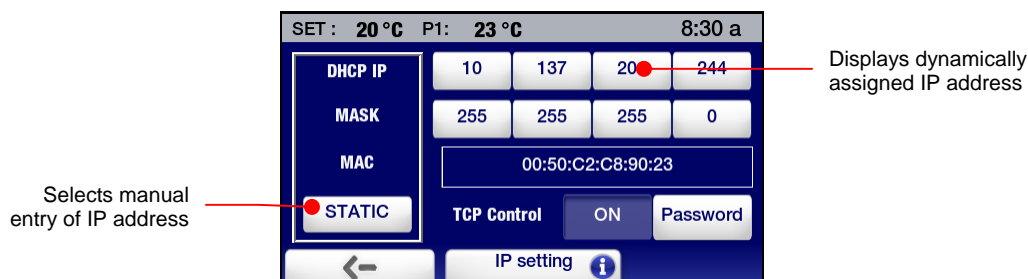 SET : 20 °C P1: 23 °C 8:30 a
DHCP IP 10 137 20 244
Displays dynamically
assigned IP address
MASK 255 255 255 0
MAC 00:50:C2:C8:90:23
Selects manual
entry of IP address
STATIC TCP Control ON Password
IP setting